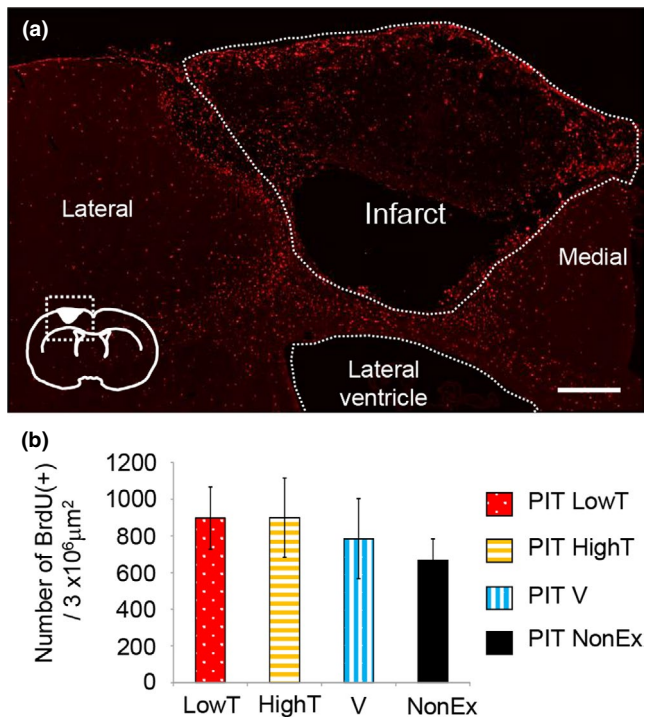 (a)
Lateral
Infarct
Medial
Lateral
ventricle
(b)
Number of BrdU(+)
/ 3 x10⁶μm²
1200
1000
800
600
400
200
0
LowT
HighT
V
NonEx
PIT LowT
PIT HighT
PIT V
PIT NonEx